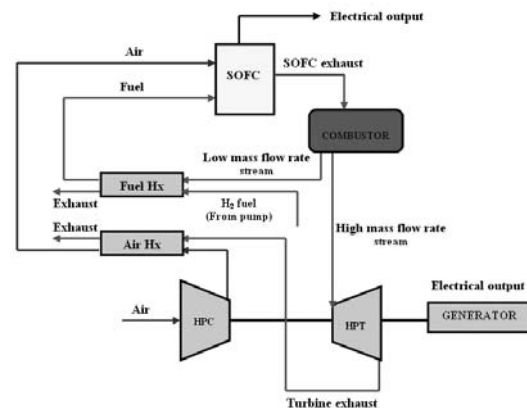 Electrical output
Air
SOFC exhaust
SOFC
Fuel
COMBUSTOR
Low mass flow rate
stream
Fuel Hx
Exhaust
H₂ fuel
(From pump)
Exhaust
Air Hx
High mass flow rate
stream
Electrical output
Air
HPC
HPT
GENERATOR
Turbine exhaust